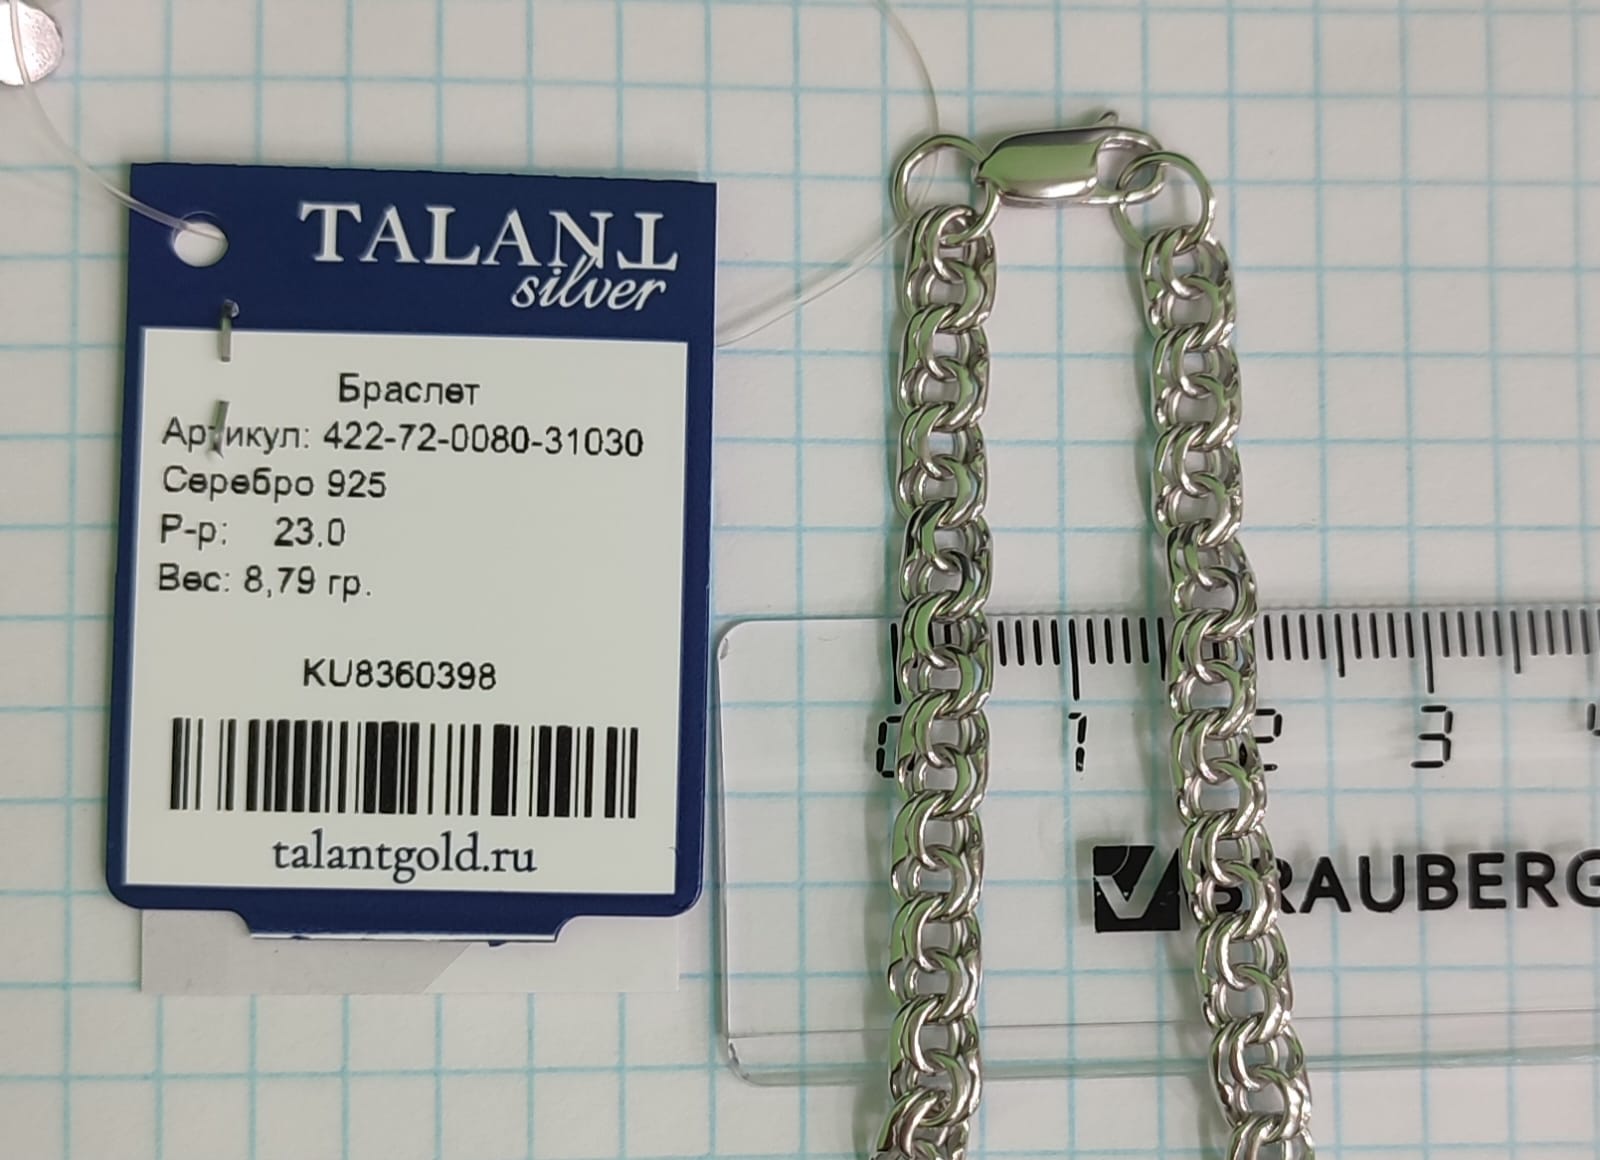 TALANT
silver
Браслет
Артикул: 422-72-0080-31030
Серебро 925
Р-р: 23.0
Вес: 8,79 гр.
KU8360398
talantgold.ru
0 1 2 3
BRAUBERG